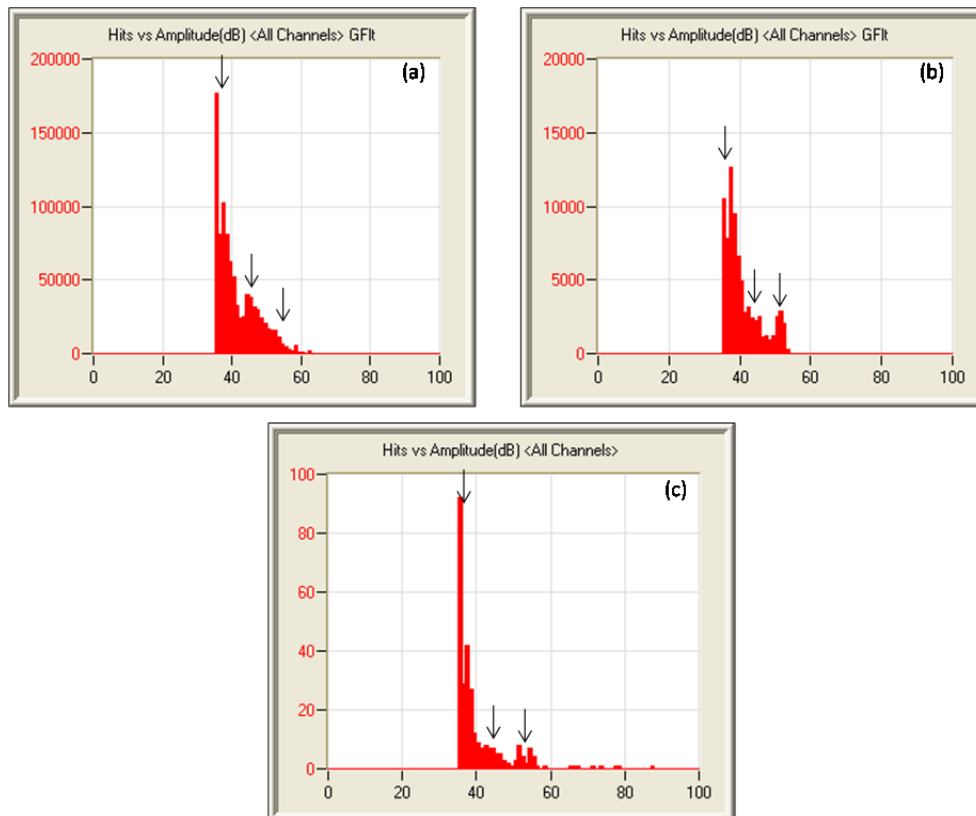 Hits vs Amplitude(dB) <All Channels> GFlt
(a)
200000
150000
100000
50000
0
0 20 40 60 80 100
Hits vs Amplitude(dB) <All Channels> GFlt
(b)
20000
15000
10000
5000
0
0 20 40 60 80 100
Hits vs Amplitude(dB) <All Channels>
(c)
100
80
60
40
20
0
0 20 40 60 80 100